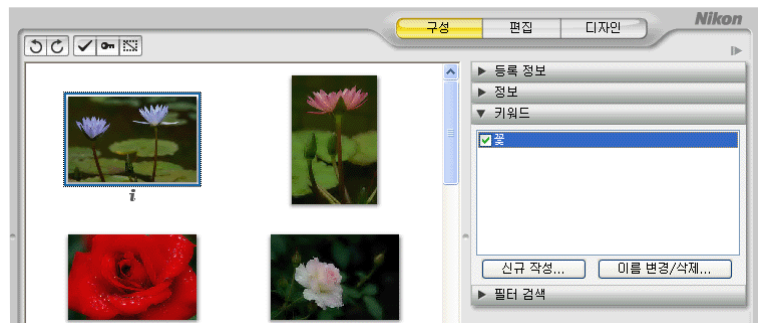 구성 편집 디자인 Nikon
등록 정보
정보
키워드
꽃
신규 작성... 이름 변경/삭제...
필터 검색
i